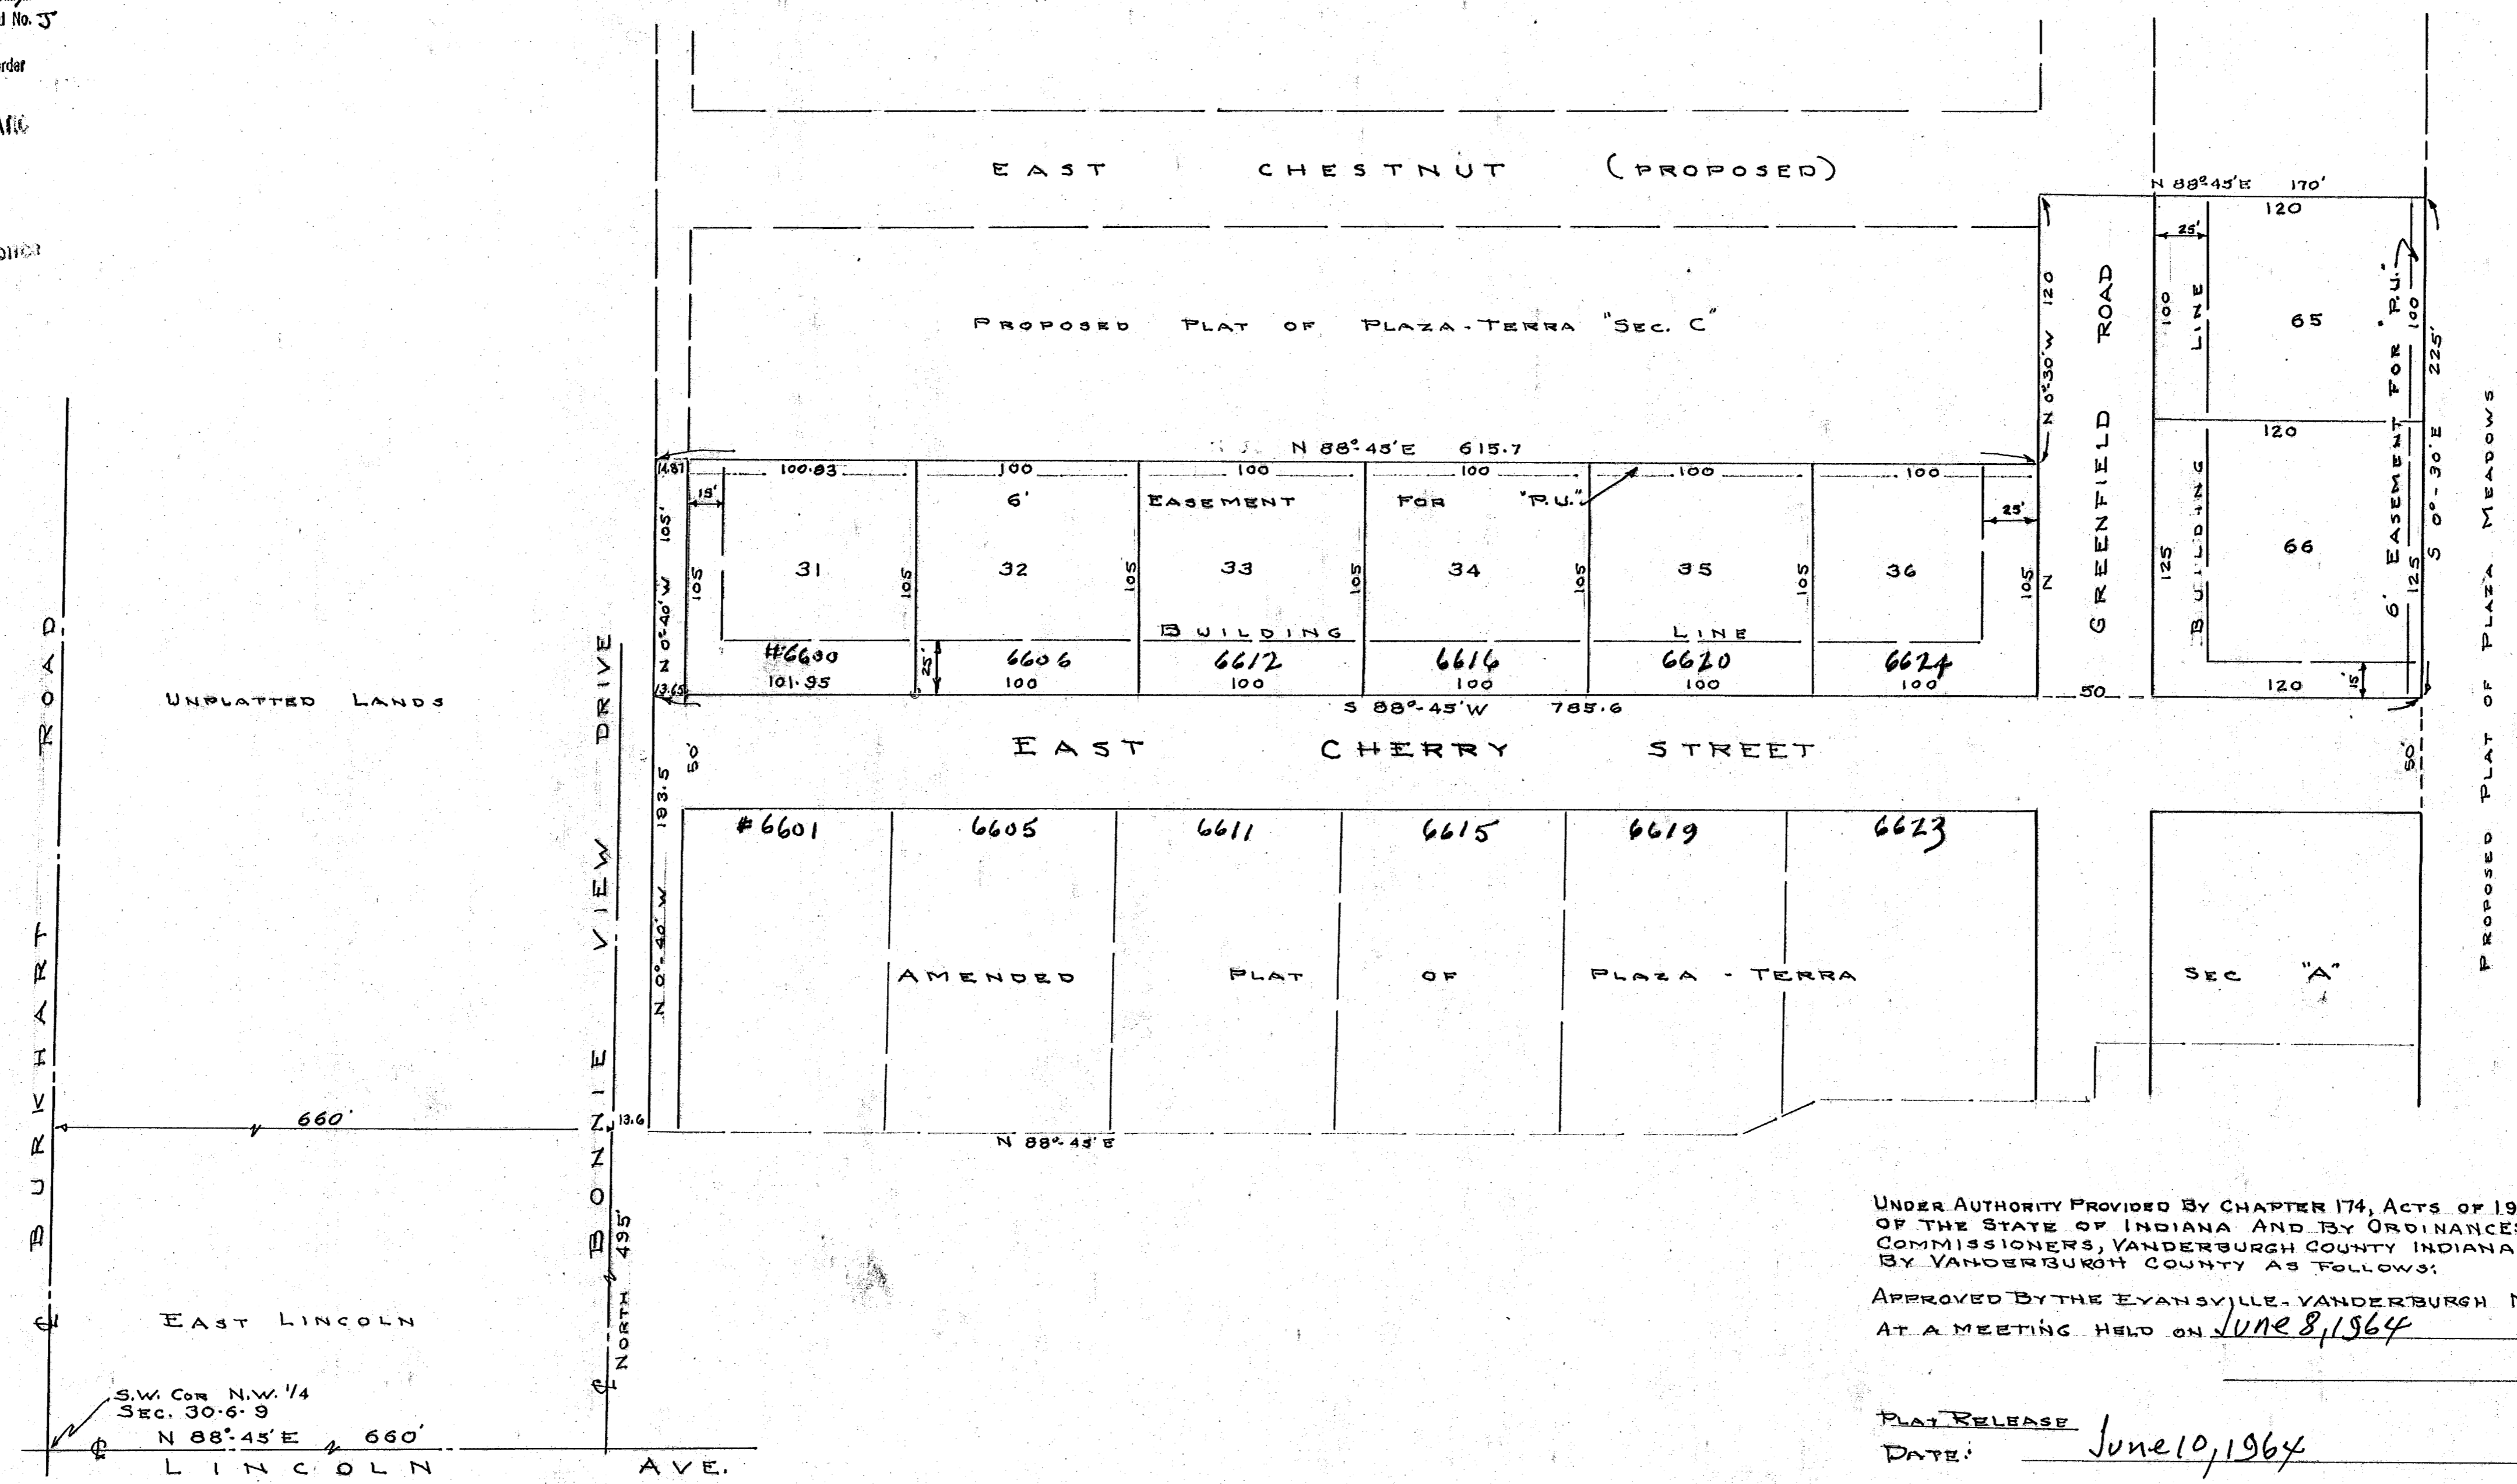 No. J
EAST CHESTNUT (PROPOSED)
N 88°-45'E 170'
120
25'
100
LINE
65
100
225'
S 0°-30'E
6' EASEMENT FOR "P.U."
PROPOSED PLAT OF PLAZA-TERRA "SEC. C"
N 0°-30'W 120
GREENFIELD ROAD
120
125
BUILDING
66
125
120
15'
PROPOSED PLAT OF PLAZA MEADOWS
N 88°-45'E 615.7
14.87 100.83 100 100 100 100 100
15' 6' EASEMENT FOR "P.U." 25'
N 0°-40'W 105'
105 31 105 32 105 33 105 34 105 35 105 36 105 N
BUILDING LINE
#6600 25' 6606 6612 6616 6620 6624
13.65 101.95 100 100 100 100 100 50
S 88°-45'W 785.6
50' EAST CHERRY STREET 50'
#6601 6605 6611 6615 6619 6623
N 0°-40' W 193.5
AMENDED PLAT OF PLAZA - TERRA SEC "A"
N 88°-45'E
UNPLATTED LANDS
BURKHART ROAD
BONNIE VIEW DRIVE
660' 13.6
NORTH 495'
EAST LINCOLN
S.W. COR N.W. 1/4
SEC. 30-6-9
N 88°-45'E 660'
LINCOLN AVE.
UNDER AUTHORITY PROVIDED BY CHAPTER 174, ACTS OF 19
OF THE STATE OF INDIANA AND BY ORDINANCE
COMMISSIONERS, VANDERBURGH COUNTY INDIANA
BY VANDERBURGH COUNTY AS FOLLOWS:
APPROVED BY THE EVANSVILLE-VANDERBURGH
AT A MEETING HELD ON June 8, 1964
PLAT RELEASE
DATE: June 10, 1964